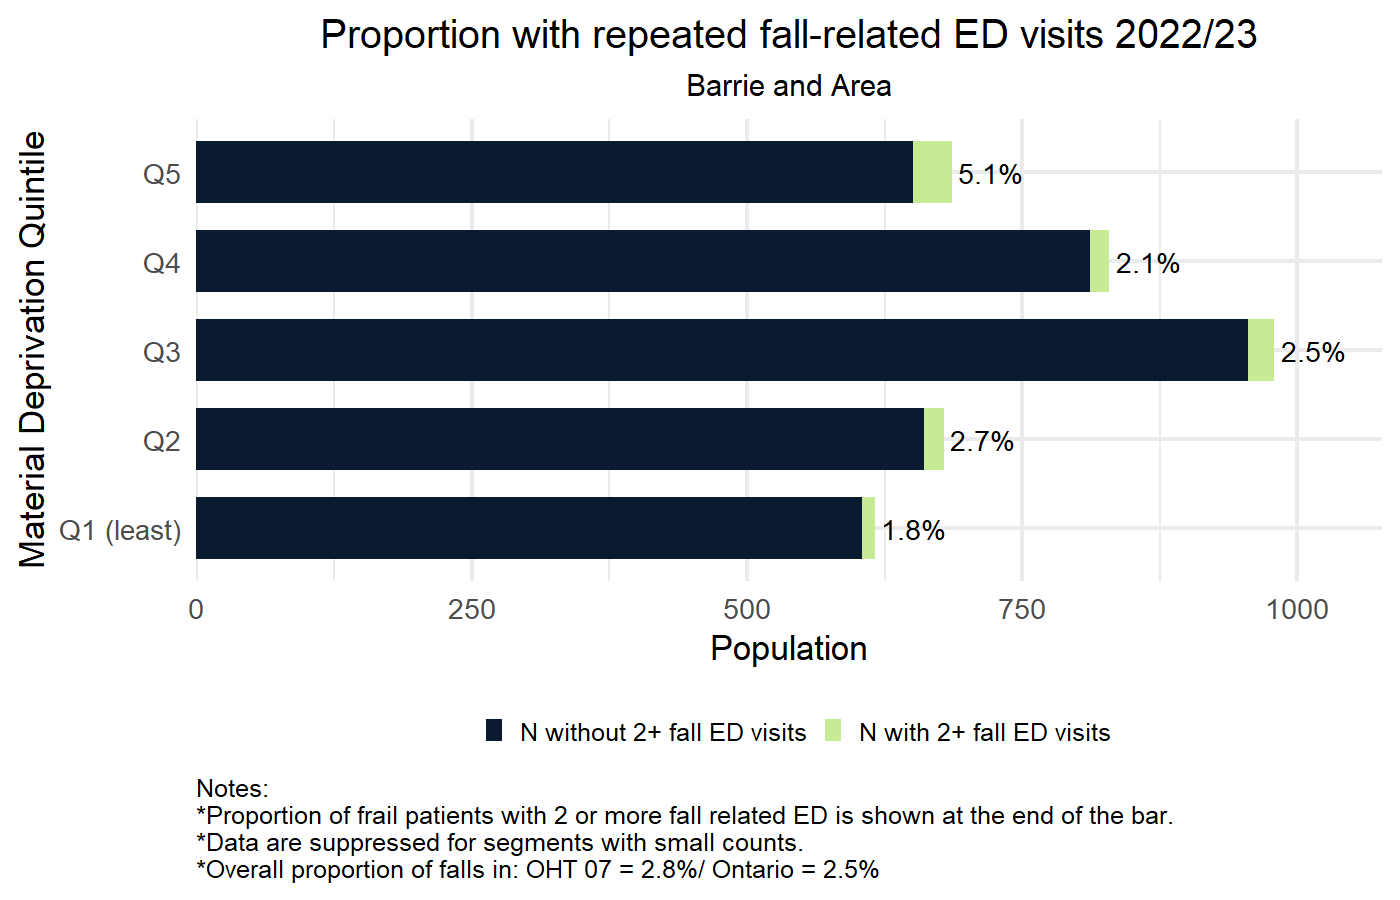 Proportion with repeated fall-related ED visits 2022/23
Barrie and Area
Material Deprivation Quintile
Q5
5.1%
Q4
2.1%
Q3
2.5%
Q2
2.7%
Q1 (least)
1.8%
0 250 500 750 1000
Population
N without 2+ fall ED visits N with 2+ fall ED visits
Notes:
*Proportion of frail patients with 2 or more fall related ED is shown at the end of the bar.
*Data are suppressed for segments with small counts.
*Overall proportion of falls in: OHT 07 = 2.8%/ Ontario = 2.5%